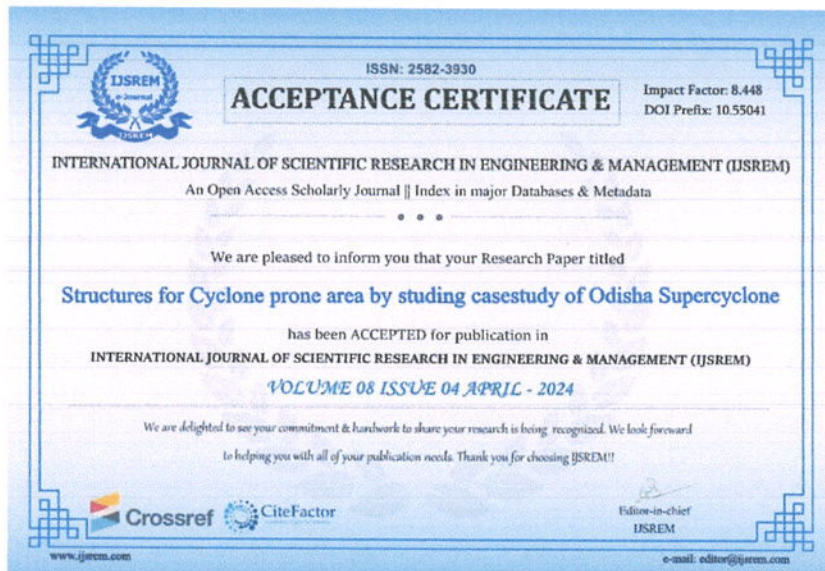 IJSREM
e-Journal
IJSREM
ISSN: 2582-3930
ACCEPTANCE CERTIFICATE
Impact Factor: 8.448
DOI Prefix: 10.55041
INTERNATIONAL JOURNAL OF SCIENTIFIC RESEARCH IN ENGINEERING & MANAGEMENT (IJSREM)
An Open Access Scholarly Journal || Index in major Databases & Metadata
We are pleased to inform you that your Research Paper titled
Structures for Cyclone prone area by studing casestudy of Odisha Supercyclone
has been ACCEPTED for publication in
INTERNATIONAL JOURNAL OF SCIENTIFIC RESEARCH IN ENGINEERING & MANAGEMENT (IJSREM)
VOLUME 08 ISSUE 04 APRIL - 2024
We are delighted to see your commitment & hardwork to share your research is being recognized. We look foreward
to helping you with all of your publication needs. Thank you for choosing IJSREM!!
Crossref
CiteFactor
Editor-in-chief
IJSREM
www.ijsrem.com
e-mail: editor@ijsrem.com